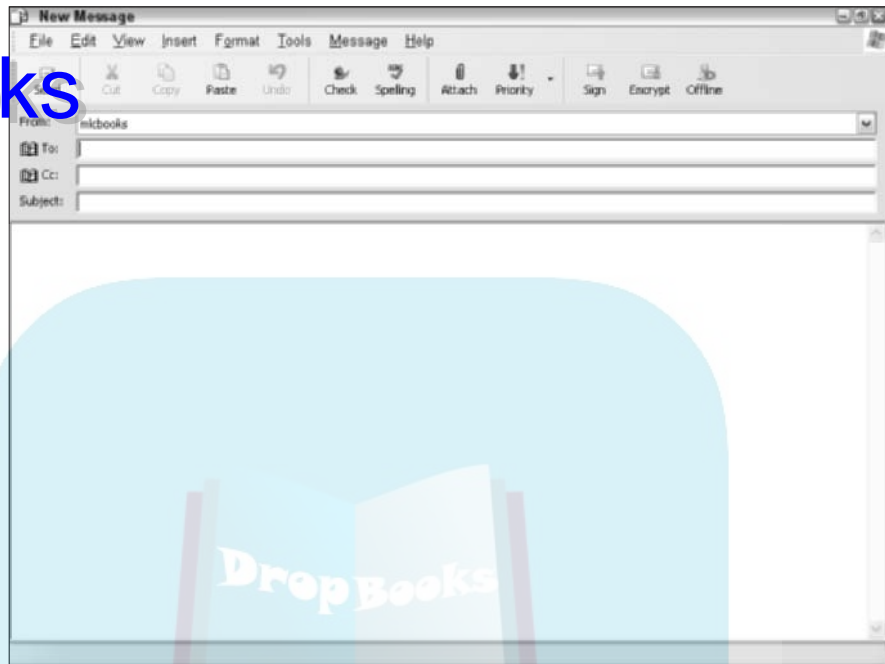 New Message
File Edit View Insert Format Tools Message Help
ks
Send Cut Copy Paste Undo Check Spelling Attach Priority Sign Encrypt Offline
From: mlcbooks
To:
Cc:
Subject:
DropBooks